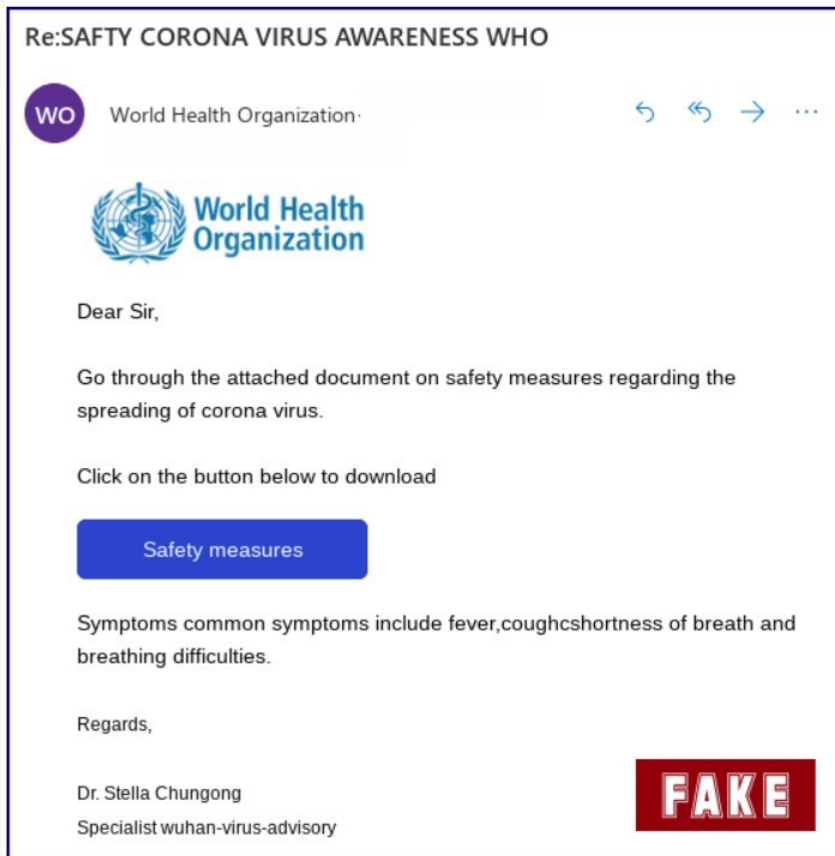 Re:SAFTY CORONA VIRUS AWARENESS WHO
WO
World Health Organization
World Health
Organization
Dear Sir,
Go through the attached document on safety measures regarding the
spreading of corona virus.
Click on the button below to download
Safety measures
Symptoms common symptoms include fever,coughcshortness of breath and
breathing difficulties.
Regards,
Dr. Stella Chungong
Specialist wuhan-virus-advisory
FAKE